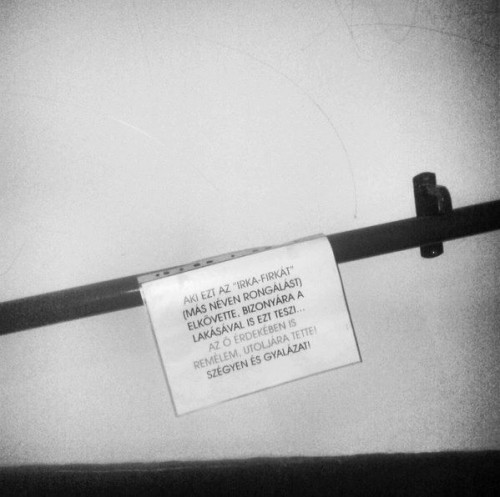 AKI EZT AZ "IRKA-FIRKÁT"
(MÁS NÉVEN RONGÁLÁST)
ELKÖVETTE, BIZONYÁRA A
LAKÁSÁVAL IS EZT TESZI...
AZ Ő ÉRDEKÉBEN IS
REMÉLEM, UTOLJÁRA TETTE!
SZÉGYEN ÉS GYALÁZAT!